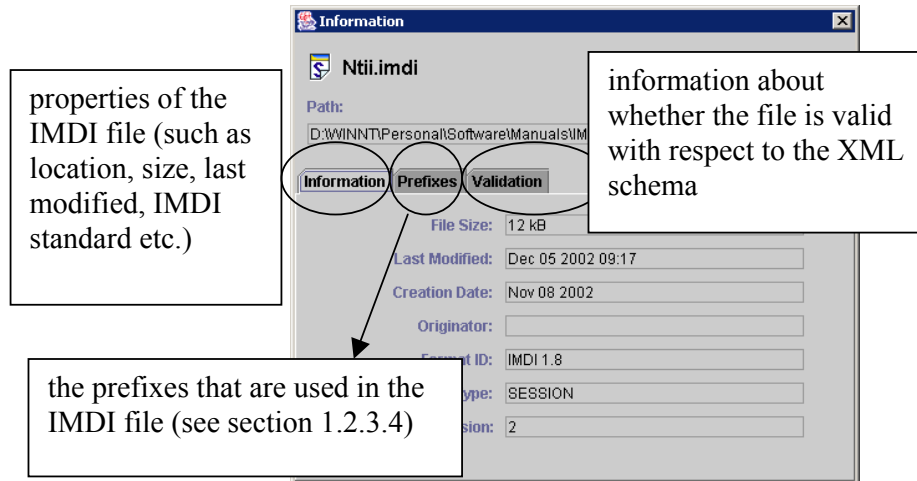 Information
Ntii.imdi
properties of the
IMDI file (such as
location, size, last
modified, IMDI
standard etc.)
information about
whether the file is valid
with respect to the XML
schema
Path:
D:\WINNT\Personal\Software\Manuals\IM
Information Prefixes Validation
File Size: 12 kB
Last Modified: Dec 05 2002 09:17
Creation Date: Nov 08 2002
Originator:
Format ID: IMDI 1.8
ype: SESSION
sion: 2
the prefixes that are used in the
IMDI file (see section 1.2.3.4)